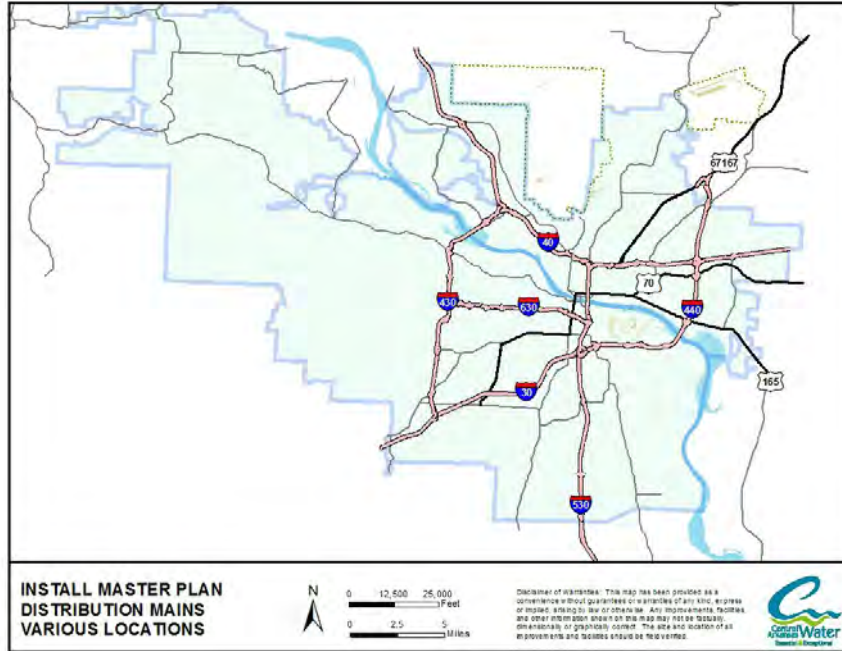 67167
40
70
430
630
440
165
30
530
INSTALL MASTER PLAN
DISTRIBUTION MAINS
VARIOUS LOCATIONS
N
0 12,500 25,000
Feet
0 2.5 5
Miles
Disclaimer of Warranties: This map has been provided as a
convenience without guarantees or warranties of any kind, express
or implied, arising by law or otherwise. Any improvements, facilities,
and other information shown on this map may not be factually,
dimensionally or graphically correct. The size and location of all
improvements and facilities should be field verified.
Central
Arkansas Water
Essential & Exceptional